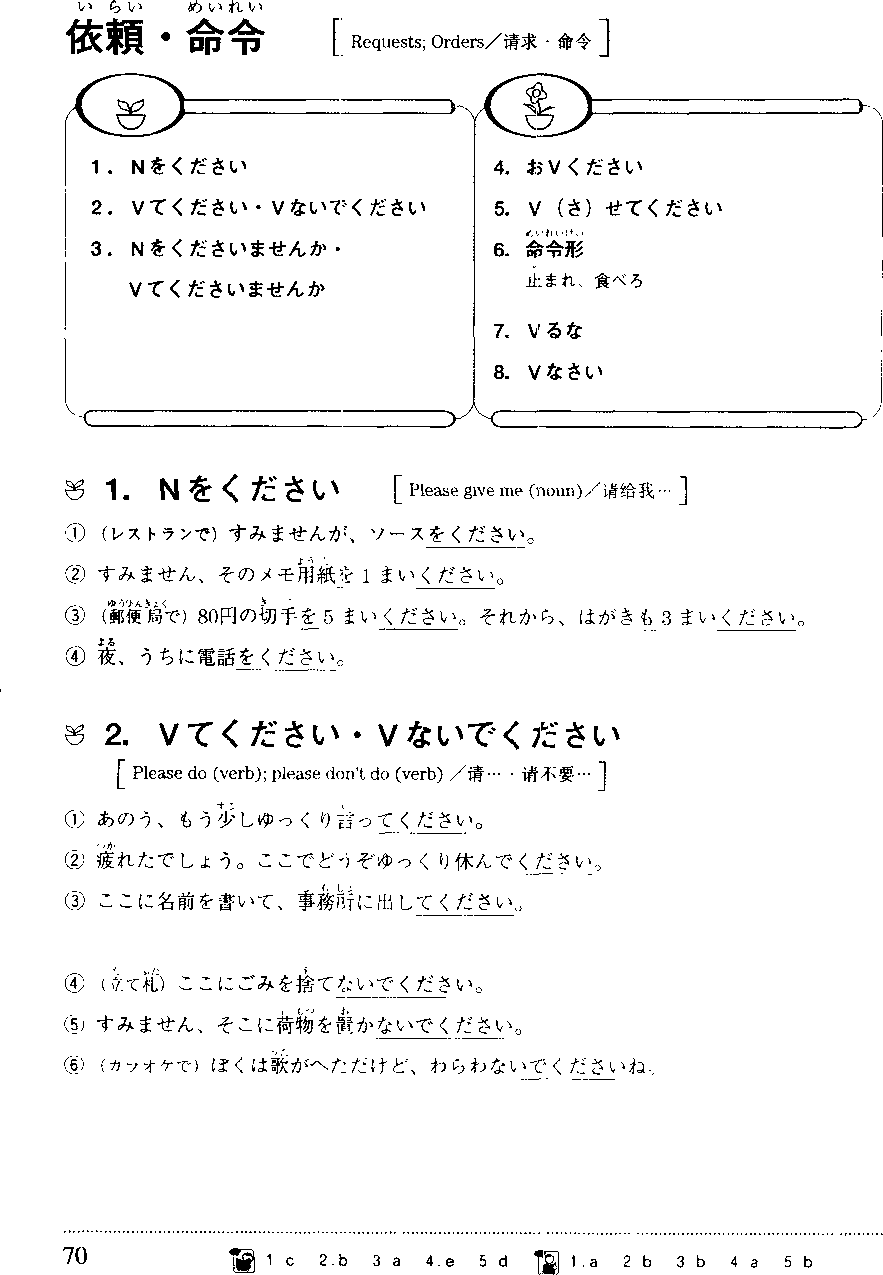 いらい めいれい
依頼・命令 [ Requests; Orders／请求・命令 ]
1. Nをください
2. Vてください・Vないでください
3. Nをくださいませんか・
Vてくださいませんか
4. おVください
5. V（さ）せてください
めいれいけい
6. 命令形
止まれ、食べろ
7. Vるな
8. Vなさい
1. Nをください [ Please give me (noun)／请给我… ]
① （レストランで）すみませんが、ソースをください。
② すみません、そのメモ用紙を1まいください。
③ （郵便局で）80円の切手を5まいください。それから、はがきも3まいください。
④ 夜、うちに電話をください。
2. Vてください・Vないでください
[ Please do (verb); please don't do (verb) ／请…・请不要… ]
① あのう、もう少しゆっくり言ってください。
② 疲れたでしょう。ここでどうぞゆっくり休んでください。
③ ここに名前を書いて、事務所に出してください。
④ （立て札）ここにごみを捨てないでください。
⑤ すみません、そこに荷物を置かないでください。
⑥ （カラオケで）ぼくは歌がへただけど、わらわないでくださいね。
70 1 c 2.b 3 a 4.e 5 d 1.a 2 b 3 b 4 a 5 b